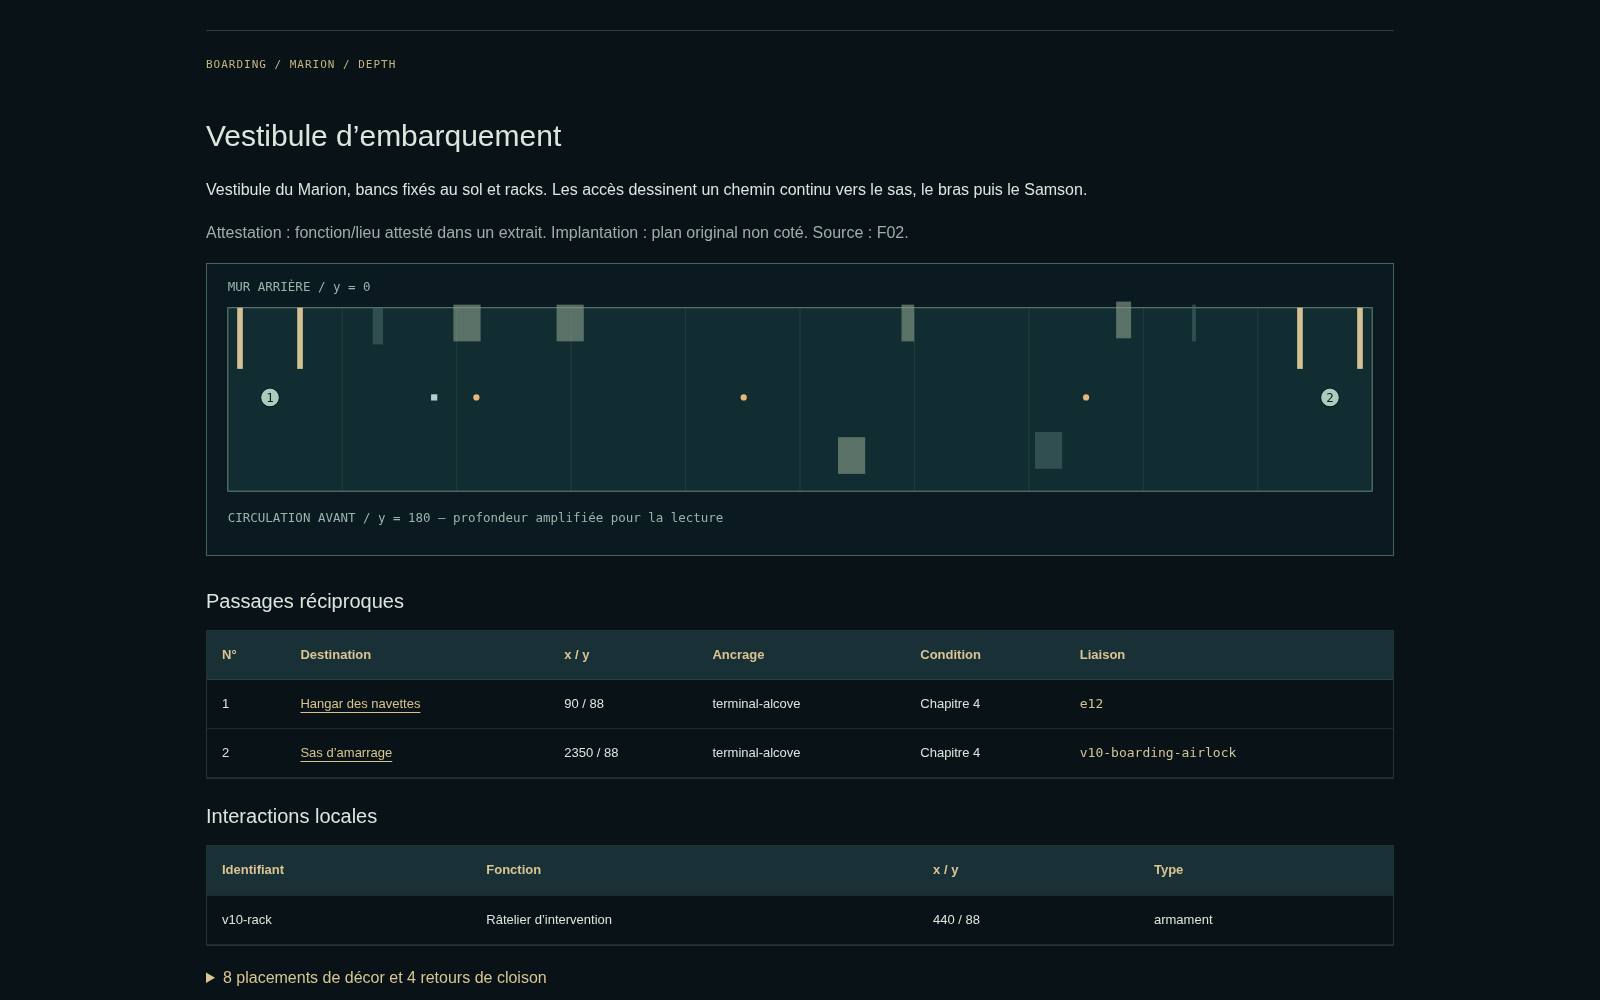 BOARDING / MARION / DEPTH
Vestibule d’embarquement
Vestibule du Marion, bancs fixés au sol et racks. Les accès dessinent un chemin continu vers le sas, le bras puis le Samson.
Attestation : fonction/lieu attesté dans un extrait. Implantation : plan original non coté. Source : F02.
MUR ARRIÈRE / y = 0
1 2
CIRCULATION AVANT / y = 180 — profondeur amplifiée pour la lecture
Passages réciproques
N° Destination x / y Ancrage Condition Liaison
1 Hangar des navettes 90 / 88 terminal-alcove Chapitre 4 e12
2 Sas d’amarrage 2350 / 88 terminal-alcove Chapitre 4 v10-boarding-airlock
Interactions locales
Identifiant Fonction x / y Type
v10-rack Râtelier d’intervention 440 / 88 armament
▶ 8 placements de décor et 4 retours de cloison